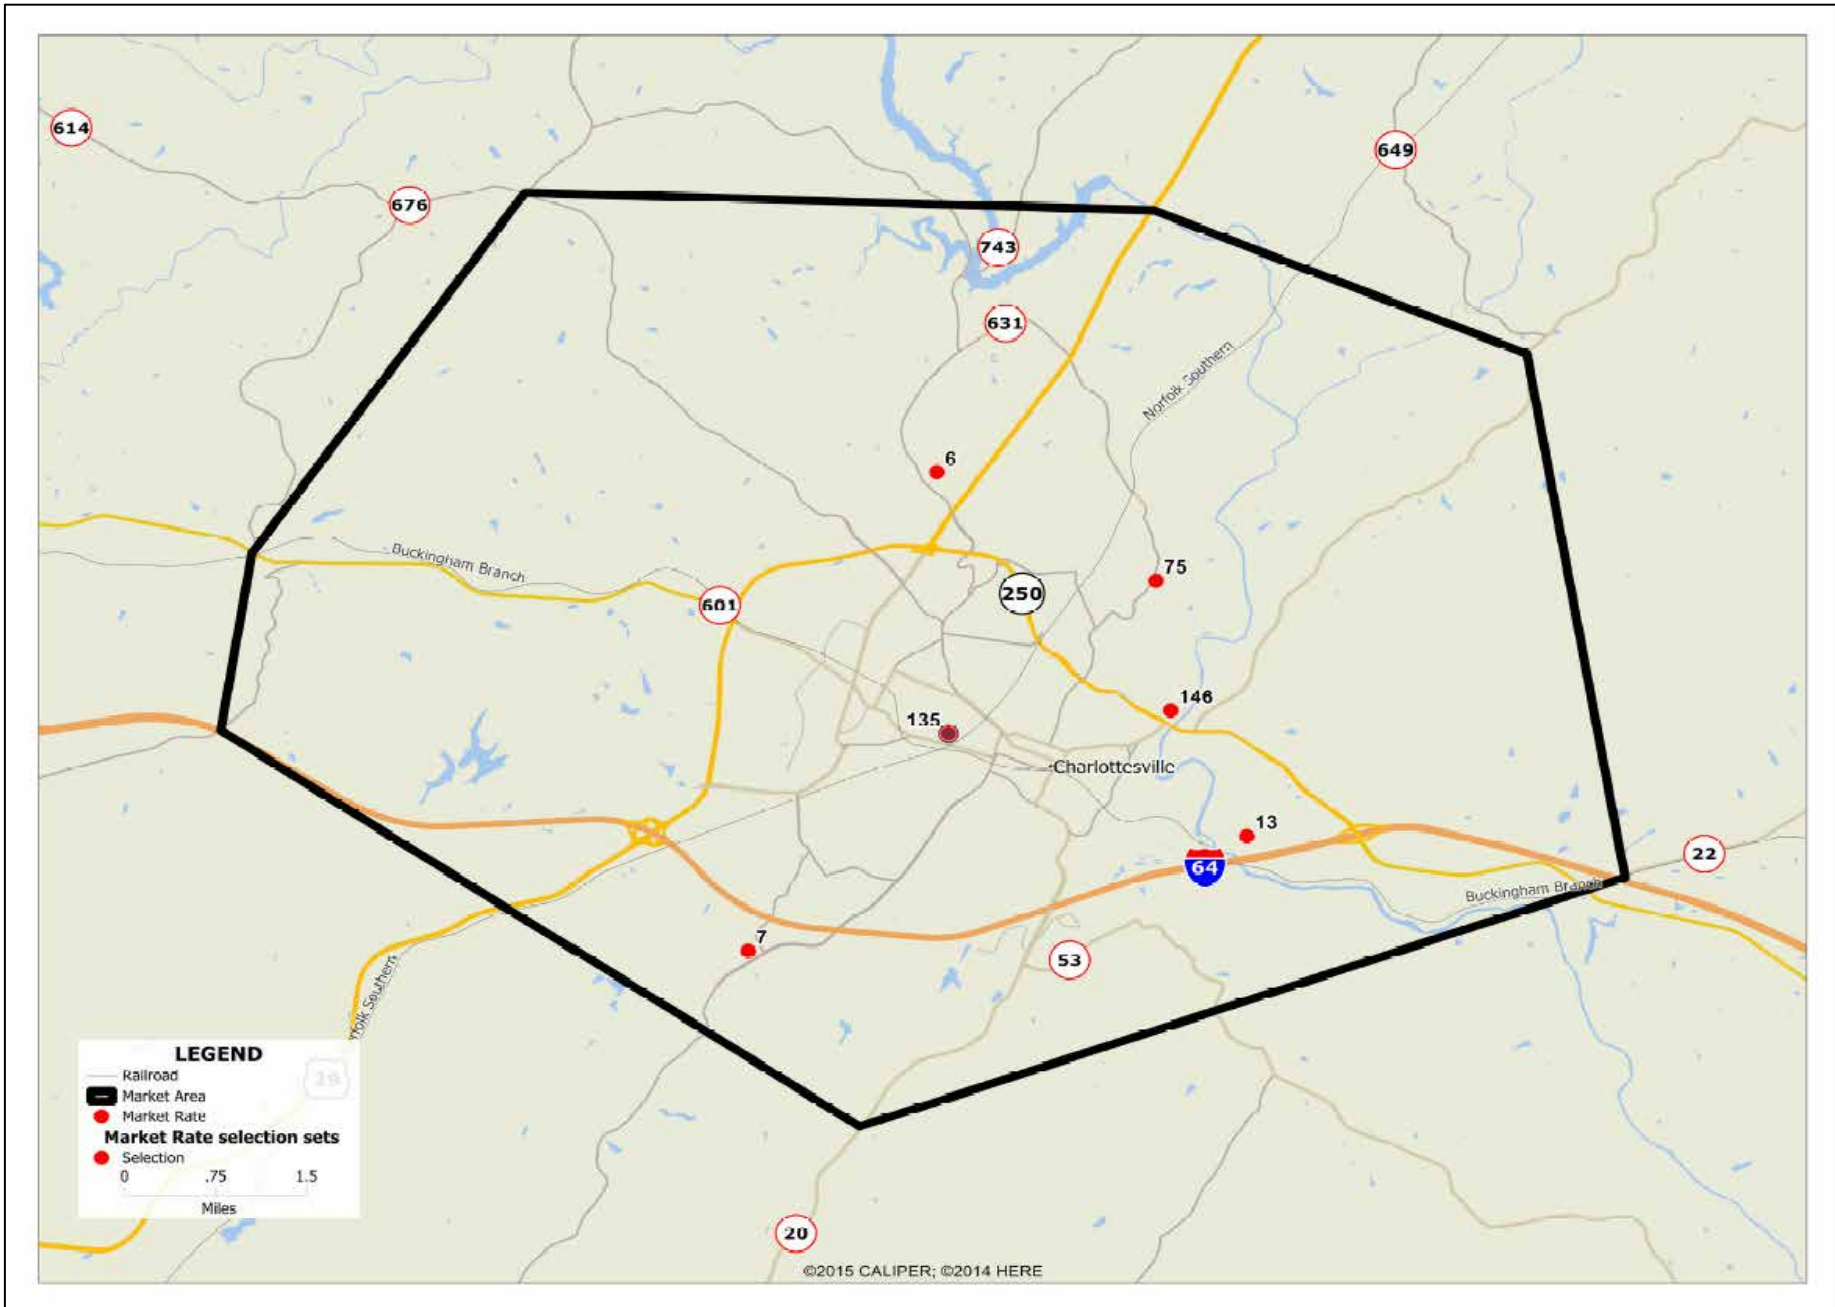 614
649
676
743
631
Norfolk Southern
6
Buckingham Branch
75
250
601
146
135
Charlottesville
13
64
22
Buckingham Branch
7
53
Southern
LEGEND
Railroad
Market Area
Market Rate
Market Rate selection sets
Selection
0 .75 1.5
Miles
20
©2015 CALIPER; ©2014 HERE